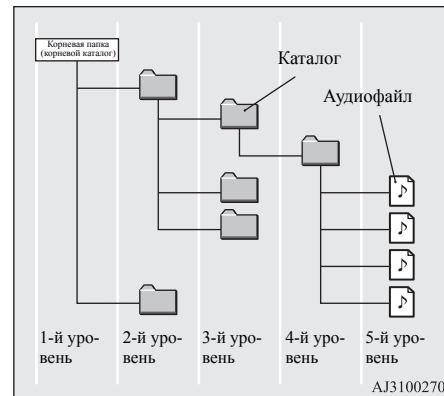 Корневая папка
(корневой каталог)
Каталог
Аудиофайл
1-й уро-
вень
2-й уро-
вень
3-й уро-
вень
4-й уро-
вень
5-й уро-
вень
AJ3100270